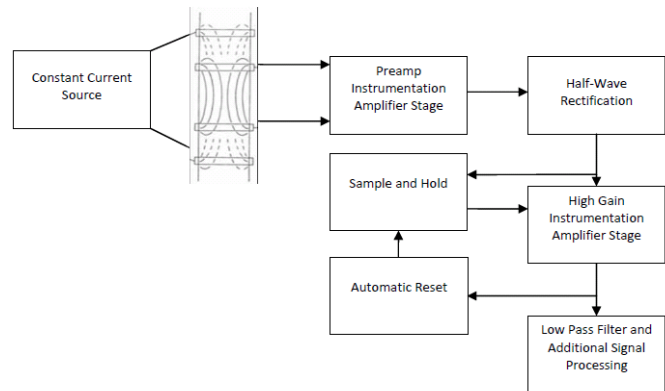 Constant Current
Source
Preamp
Instrumentation
Amplifier Stage
Half-Wave
Rectification
Sample and Hold
High Gain
Instrumentation
Amplifier Stage
Automatic Reset
Low Pass Filter and
Additional Signal
Processing